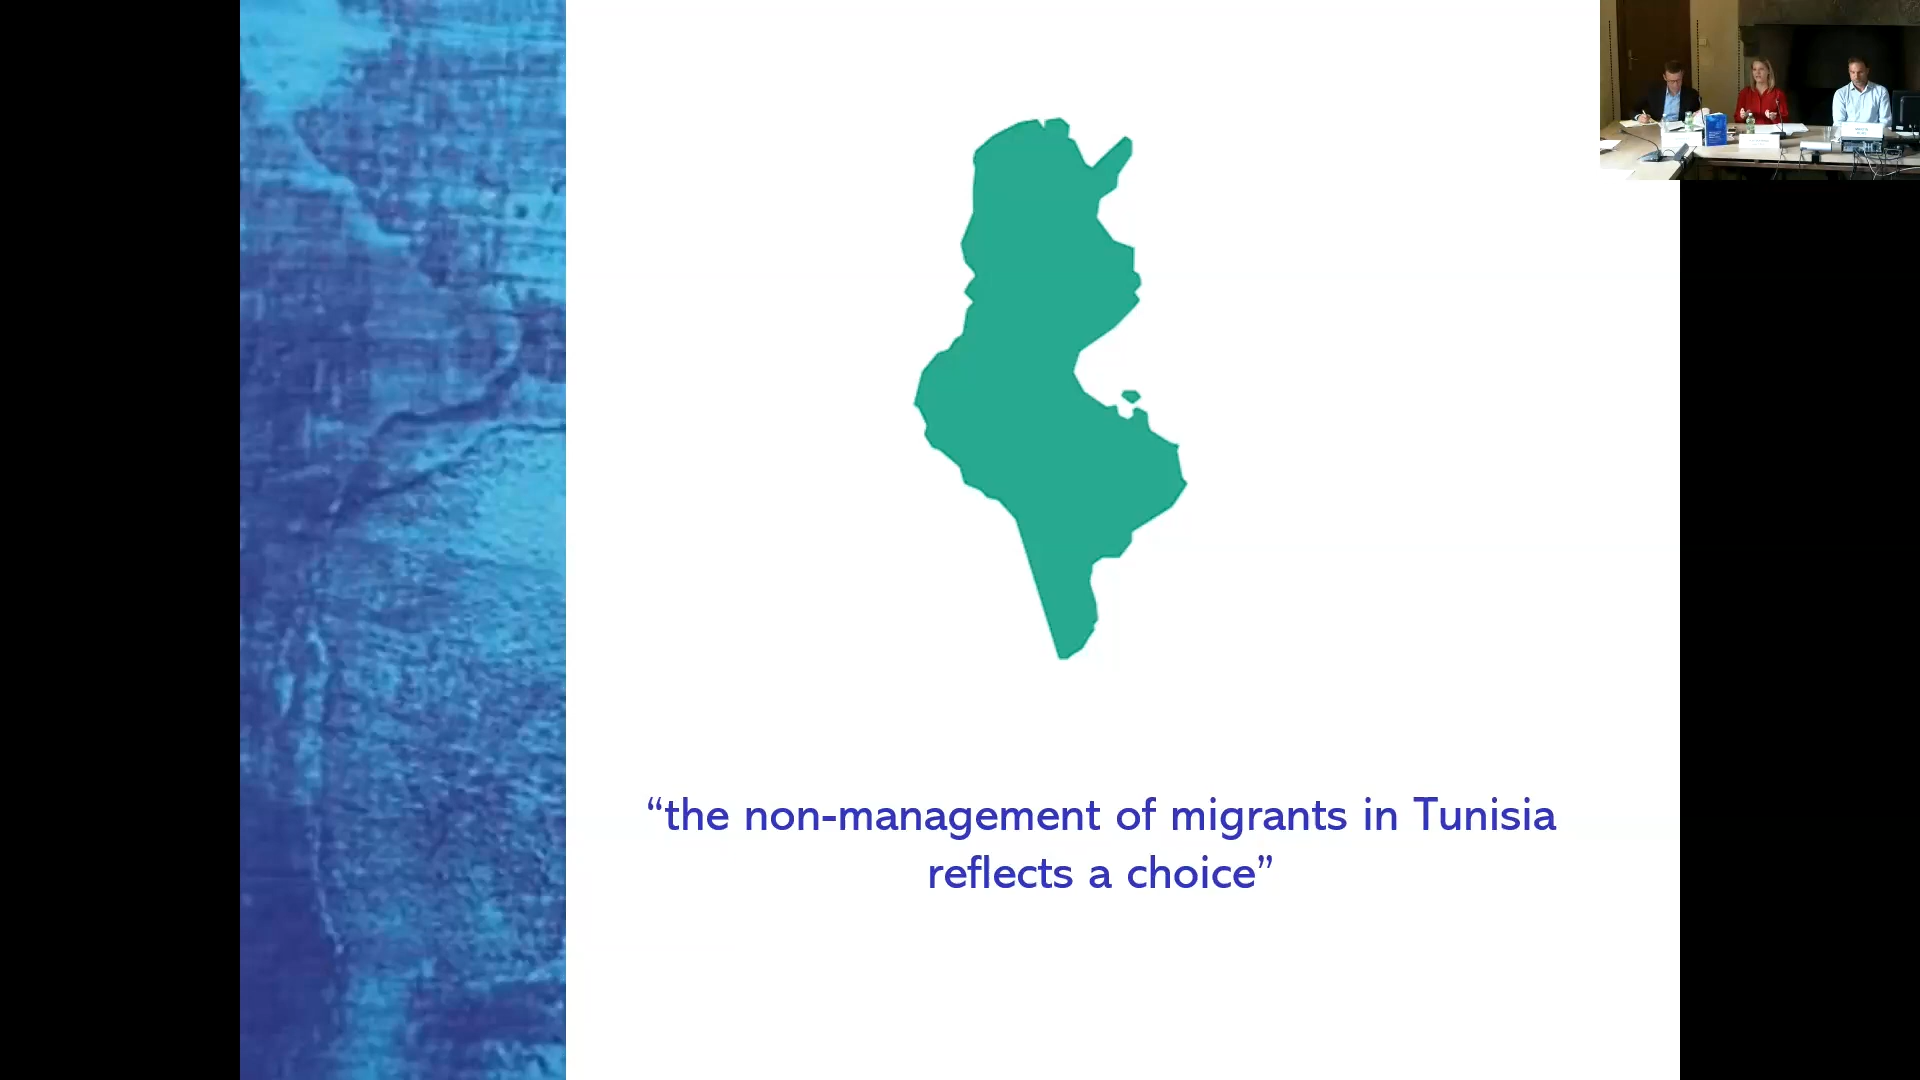 “the non-management of migrants in Tunisia
reflects a choice”